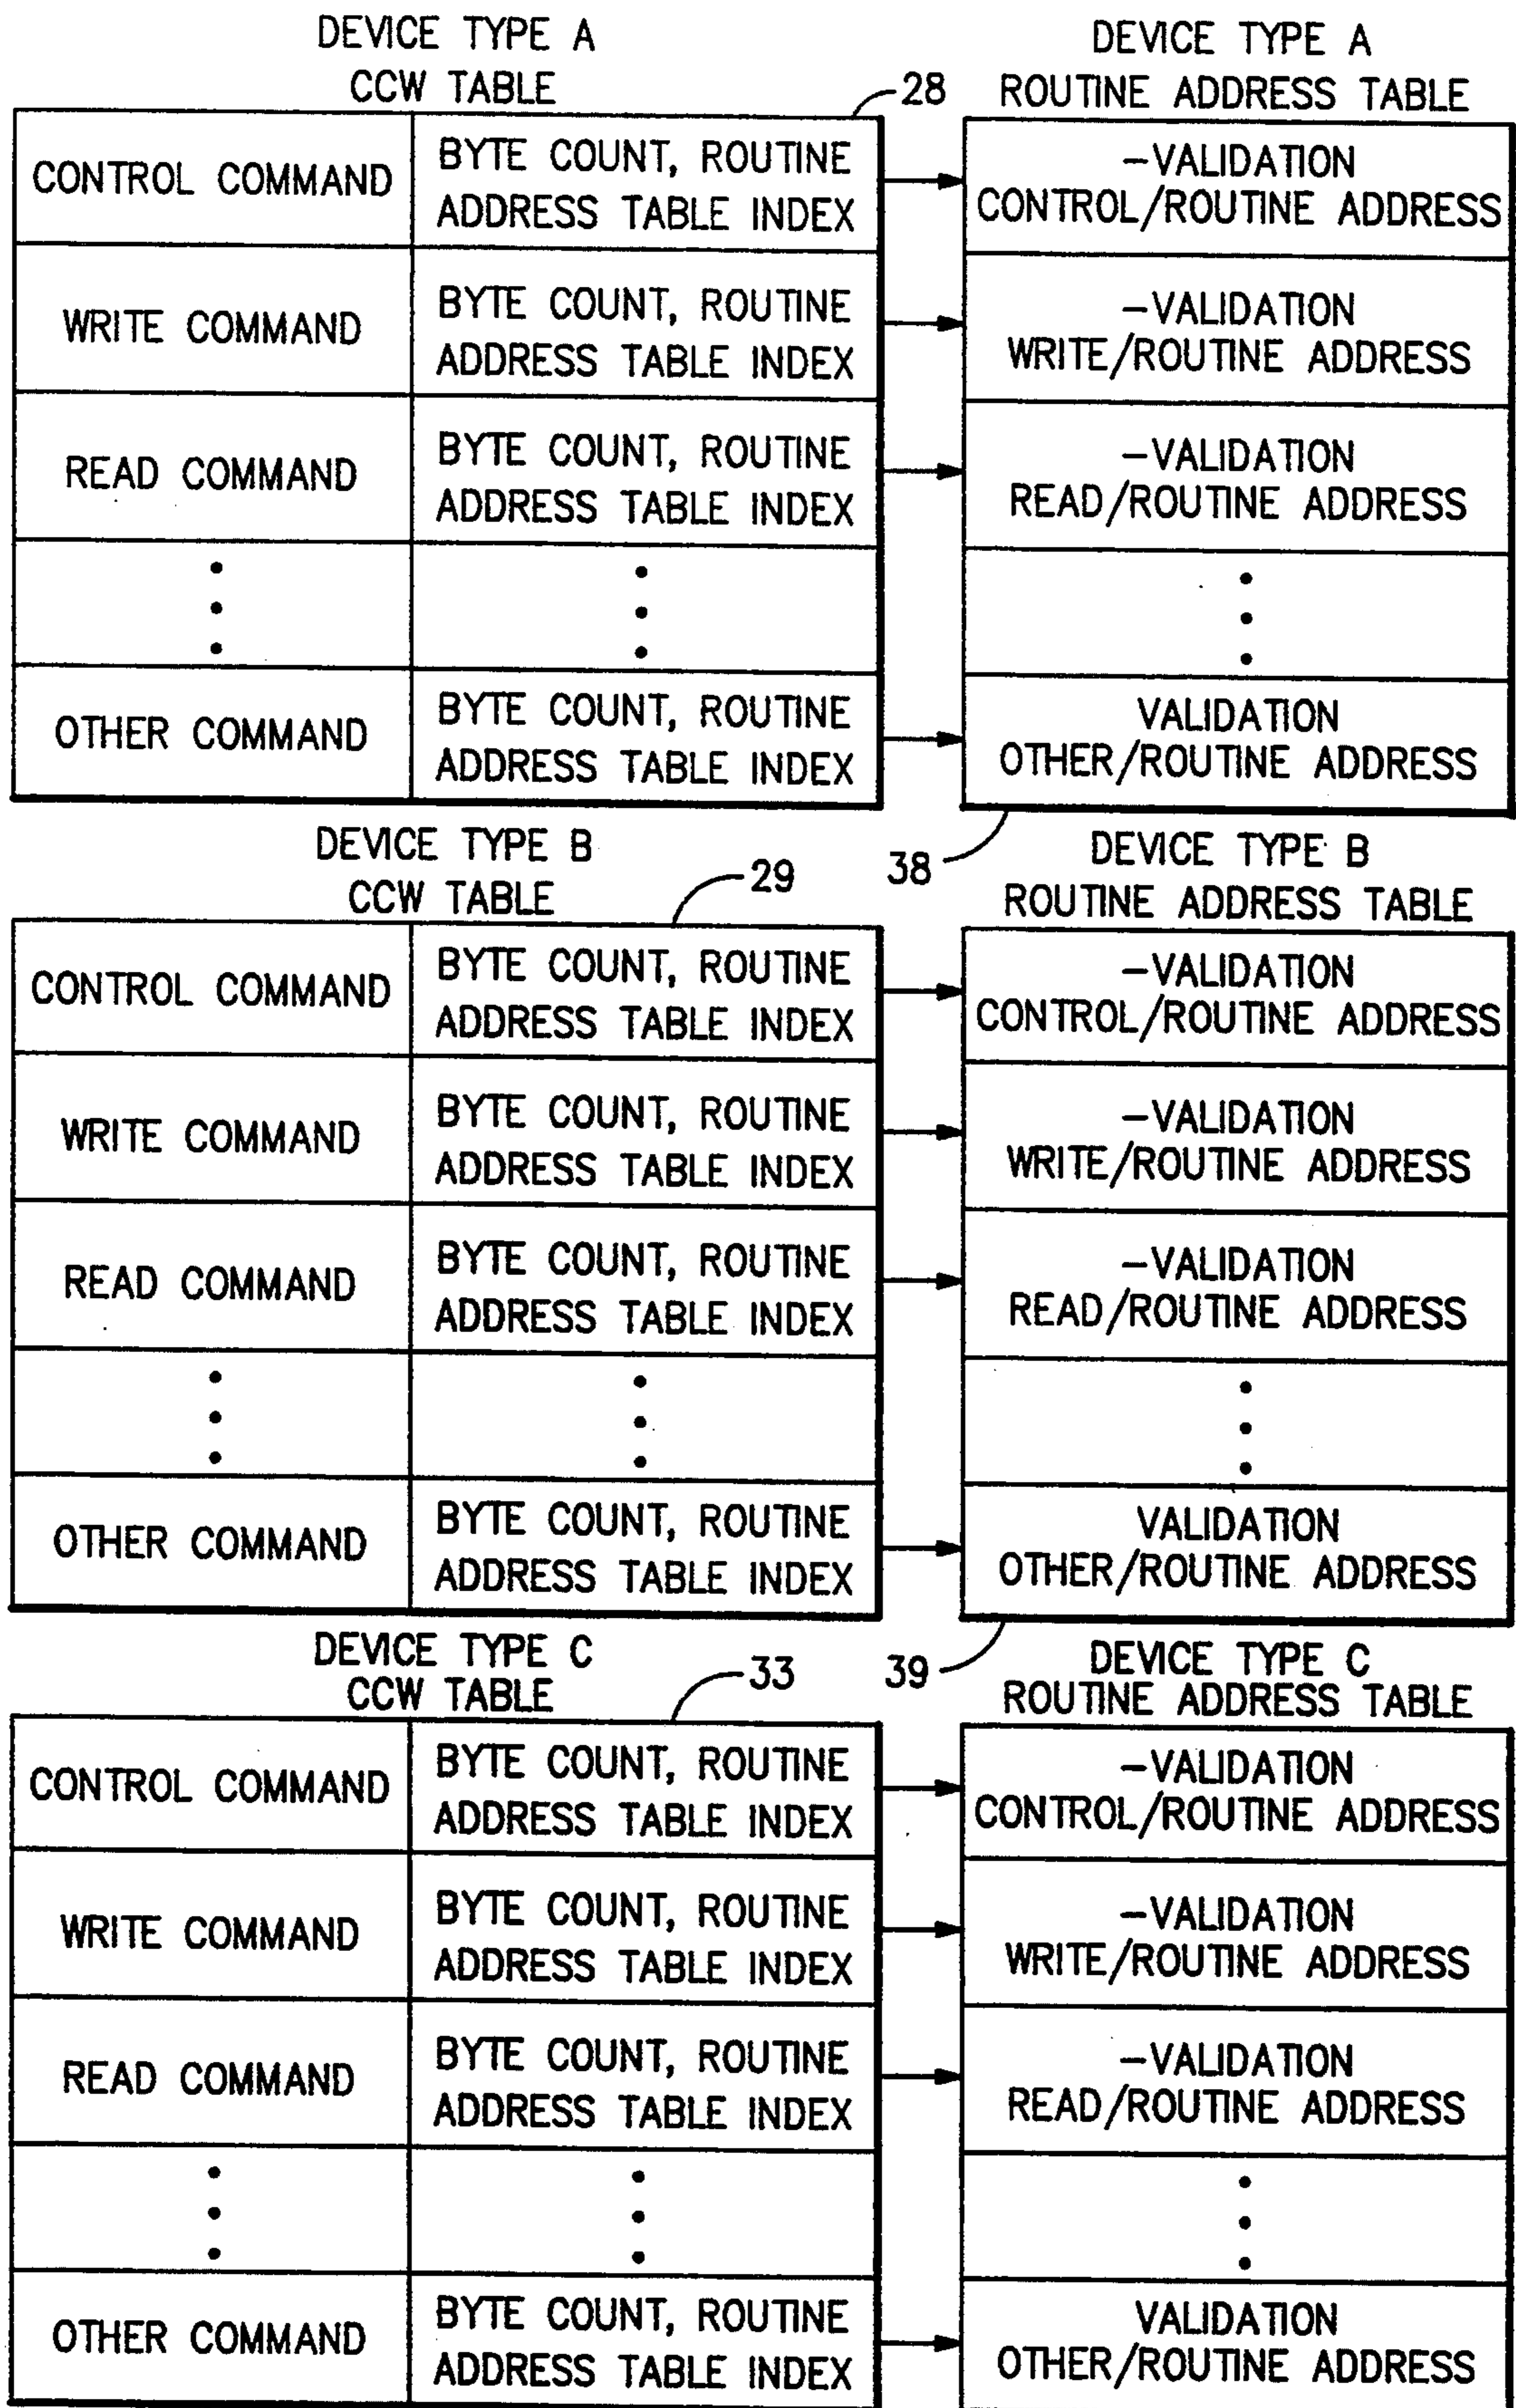 DEVICE TYPE A
CCW TABLE
28
DEVICE TYPE A
ROUTINE ADDRESS TABLE
CONTROL COMMAND
BYTE COUNT, ROUTINE
ADDRESS TABLE INDEX
-VALIDATION
CONTROL/ROUTINE ADDRESS
WRITE COMMAND
BYTE COUNT, ROUTINE
ADDRESS TABLE INDEX
-VALIDATION
WRITE/ROUTINE ADDRESS
READ COMMAND
BYTE COUNT, ROUTINE
ADDRESS TABLE INDEX
-VALIDATION
READ/ROUTINE ADDRESS
OTHER COMMAND
BYTE COUNT, ROUTINE
ADDRESS TABLE INDEX
VALIDATION
OTHER/ROUTINE ADDRESS
38
DEVICE TYPE B
CCW TABLE
29
DEVICE TYPE B
ROUTINE ADDRESS TABLE
CONTROL COMMAND
BYTE COUNT, ROUTINE
ADDRESS TABLE INDEX
-VALIDATION
CONTROL/ROUTINE ADDRESS
WRITE COMMAND
BYTE COUNT, ROUTINE
ADDRESS TABLE INDEX
-VALIDATION
WRITE/ROUTINE ADDRESS
READ COMMAND
BYTE COUNT, ROUTINE
ADDRESS TABLE INDEX
-VALIDATION
READ/ROUTINE ADDRESS
OTHER COMMAND
BYTE COUNT, ROUTINE
ADDRESS TABLE INDEX
VALIDATION
OTHER/ROUTINE ADDRESS
39
DEVICE TYPE C
CCW TABLE
33
DEVICE TYPE C
ROUTINE ADDRESS TABLE
CONTROL COMMAND
BYTE COUNT, ROUTINE
ADDRESS TABLE INDEX
-VALIDATION
CONTROL/ROUTINE ADDRESS
WRITE COMMAND
BYTE COUNT, ROUTINE
ADDRESS TABLE INDEX
-VALIDATION
WRITE/ROUTINE ADDRESS
READ COMMAND
BYTE COUNT, ROUTINE
ADDRESS TABLE INDEX
-VALIDATION
READ/ROUTINE ADDRESS
OTHER COMMAND
BYTE COUNT, ROUTINE
ADDRESS TABLE INDEX
VALIDATION
OTHER/ROUTINE ADDRESS